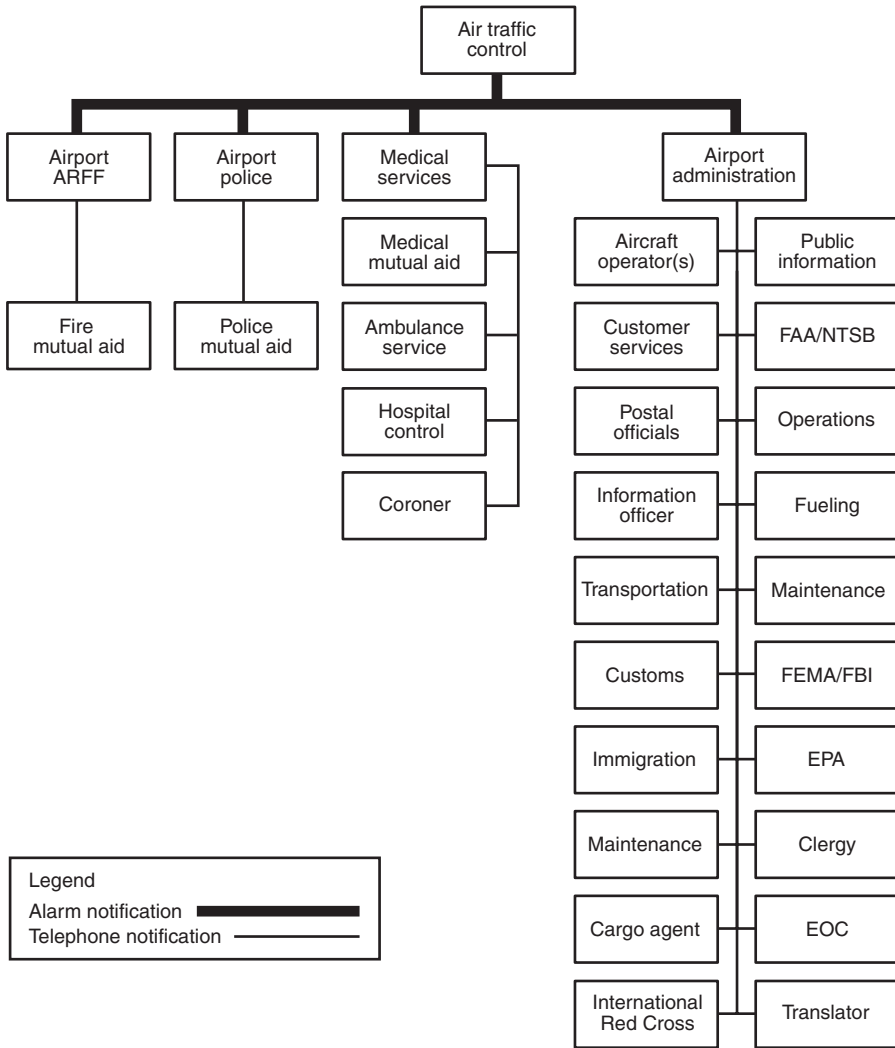 Air traffic
control
Airport
ARFF
Airport
police
Medical
services
Airport
administration
Medical
mutual aid
Aircraft
operator(s)
Public
information
Fire
mutual aid
Police
mutual aid
Ambulance
service
Customer
services
FAA/NTSB
Hospital
control
Postal
officials
Operations
Coroner
Information
officer
Fueling
Transportation
Maintenance
Customs
FEMA/FBI
Immigration
EPA
Maintenance
Clergy
Cargo agent
EOC
International
Red Cross
Translator
Legend
Alarm notification
Telephone notification